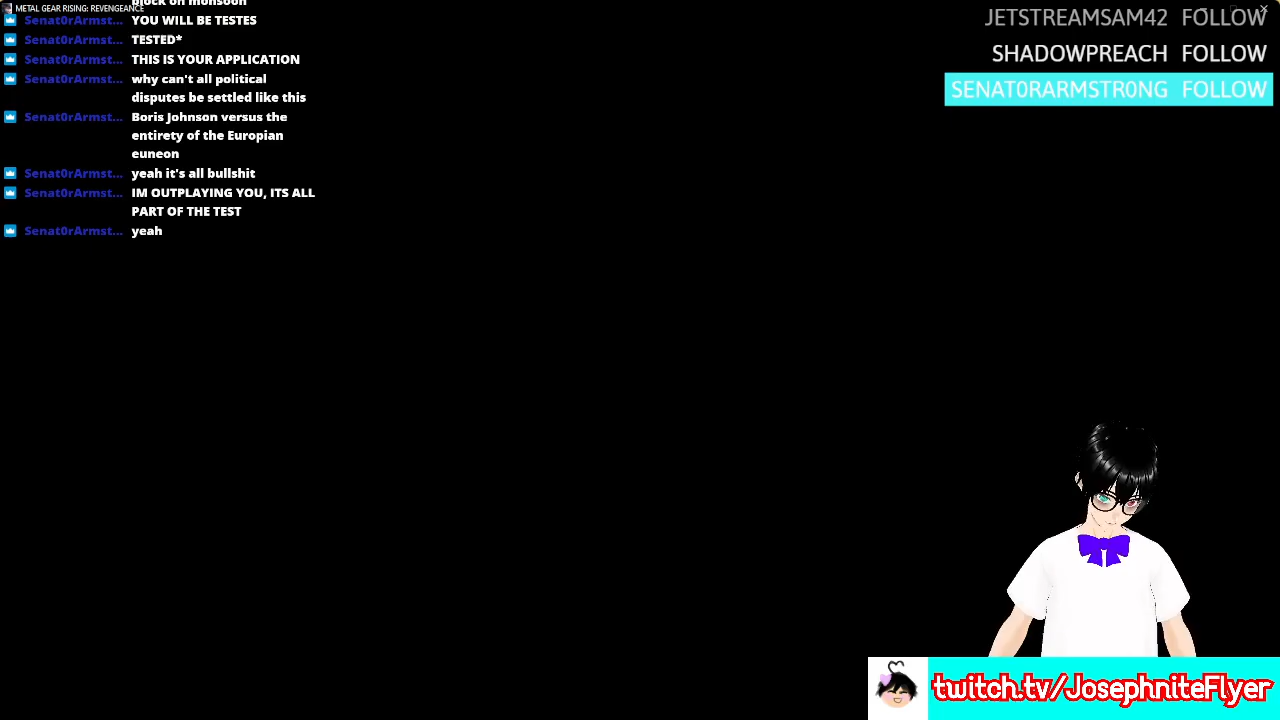 block on monsoon
METAL GEAR RISING: REVENGEANCE
Senat0rArmst... YOU WILL BE TESTES
Senat0rArmst... TESTED*
Senat0rArmst... THIS IS YOUR APPLICATION
Senat0rArmst... why can't all political
disputes be settled like this
Senat0rArmst... Boris Johnson versus the
entirety of the Europian
euneon
Senat0rArmst... yeah it's all bullshit
Senat0rArmst... IM OUTPLAYING YOU, ITS ALL
PART OF THE TEST
Senat0rArmst... yeah
JETSTREAMSAM42 FOLLOW
SHADOWPREACH FOLLOW
SENAT0RARMSTR0NG FOLLOW
twitch.tv/JosephniteFlyer